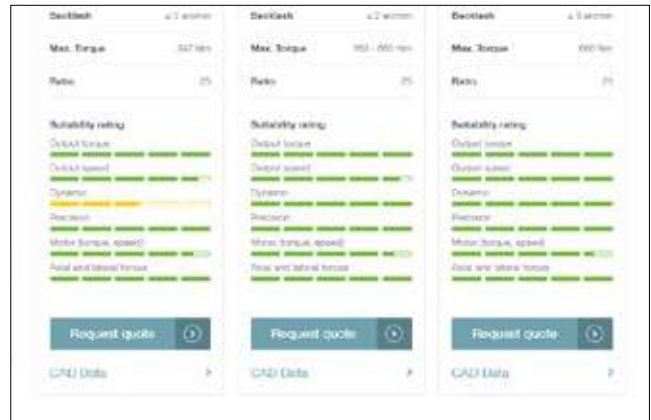 Backlash
Backlash
Backlash
Max. Torque
Max. Torque
Max. Torque
Ratio 25
Ratio
Ratio
Suitability rating
Output torque
Output speed
Dynamic
Precision
Motor (torque, speed)
Axial and lateral forces
Request quote
CAD Data
Suitability rating
Output torque
Output speed
Dynamic
Precision
Motor (torque, speed)
Axial and lateral forces
Request quote
CAD Data
Suitability rating
Output torque
Output speed
Dynamic
Precision
Motor (torque, speed)
Axial and lateral forces
Request quote
CAD Data